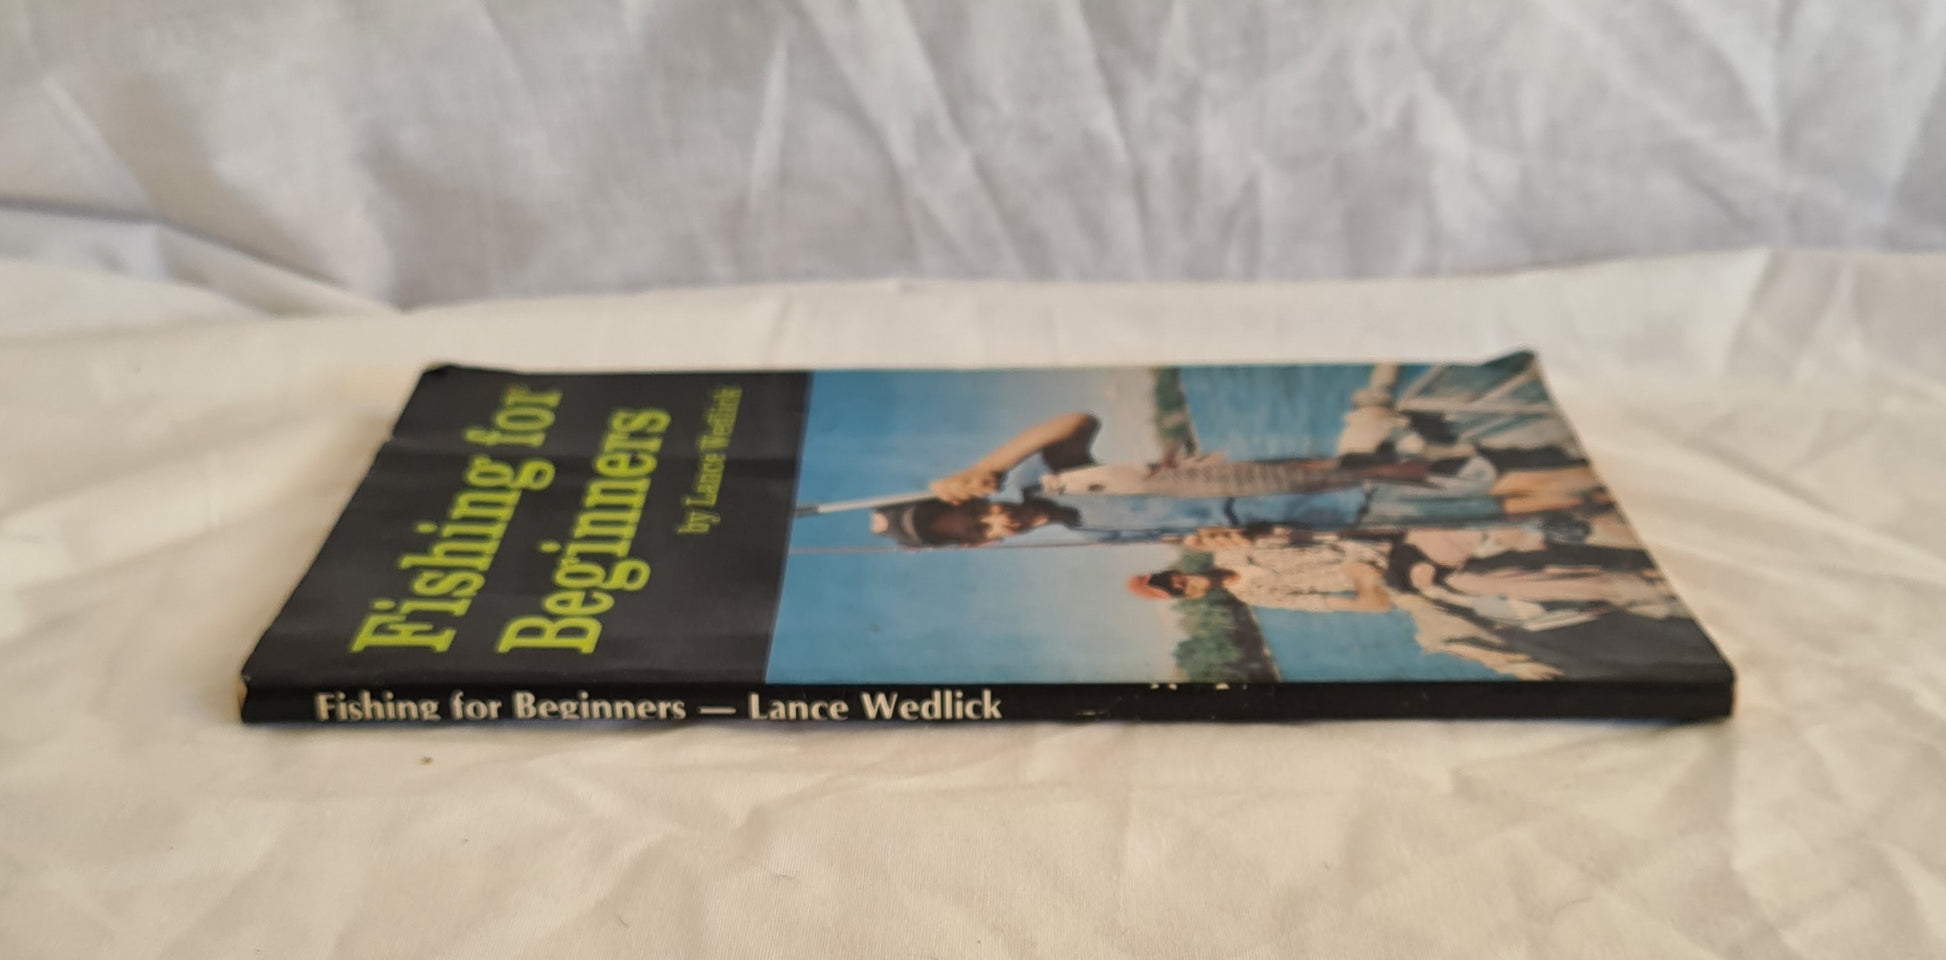 Fishing for
Beginners
by Lance Wedlick
Fishing for Beginners — Lance Wedlick